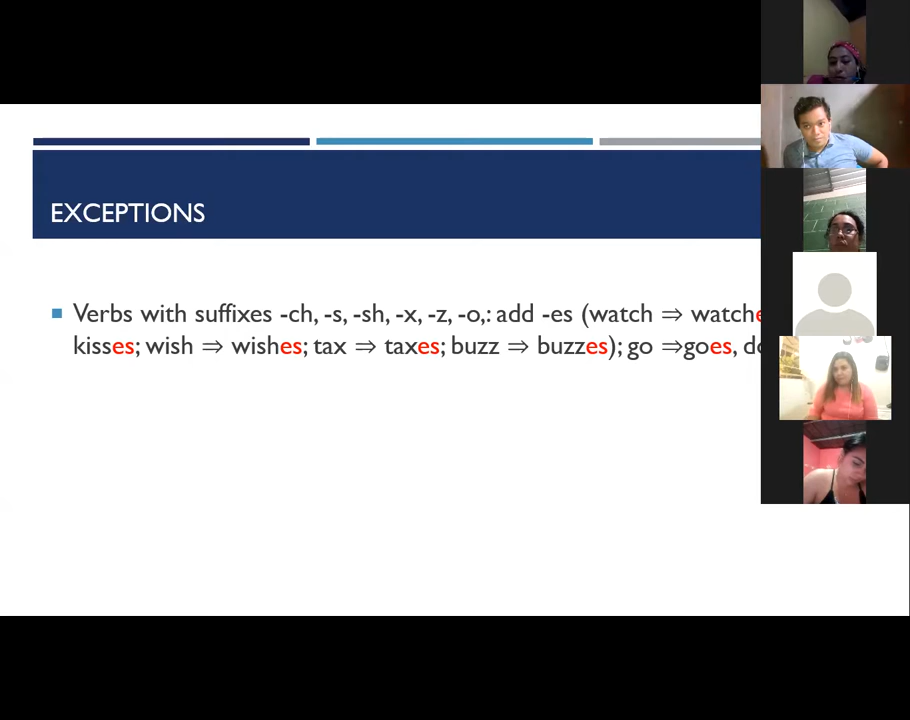 EXCEPTIONS
Verbs with suffixes -ch, -s, -sh, -x, -z, -o,: add -es (watch ⇒ watche
kisses; wish ⇒ wishes; tax ⇒ taxes; buzz ⇒ buzzes); go ⇒goes, do